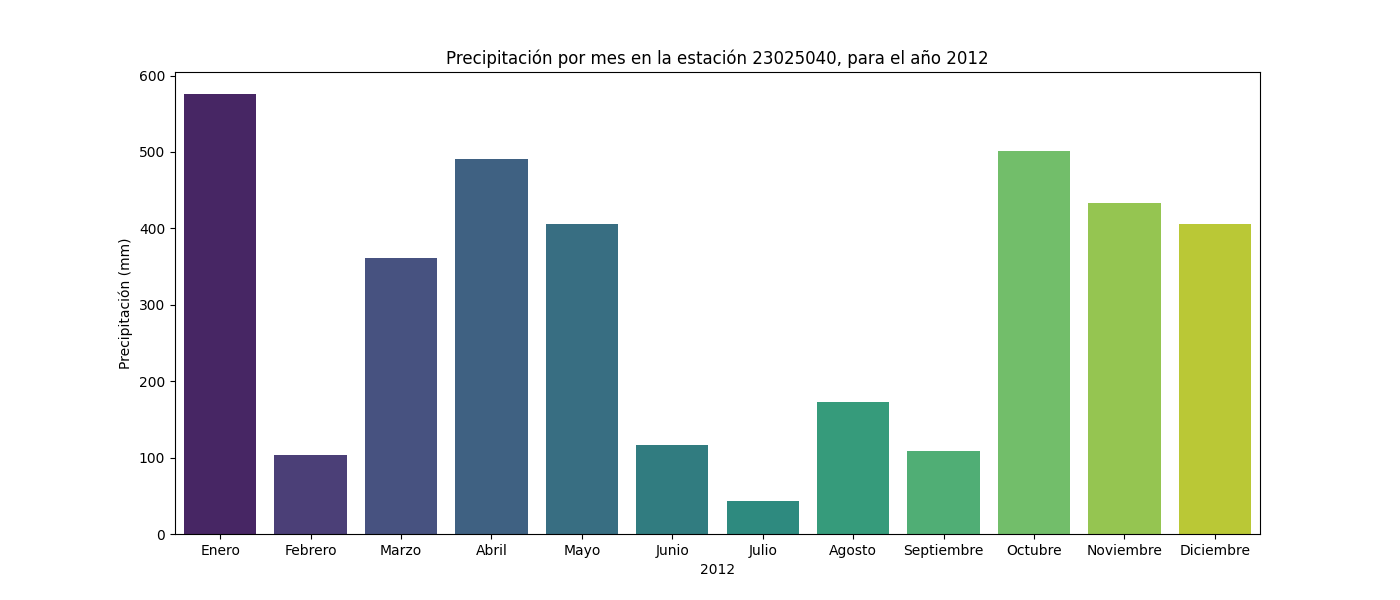 Precipitación por mes en la estación 23025040, para el año 2012
Precipitación (mm)
600
500
400
300
200
100
0
Enero Febrero Marzo Abril Mayo Junio Julio Agosto Septiembre Octubre Noviembre Diciembre
2012